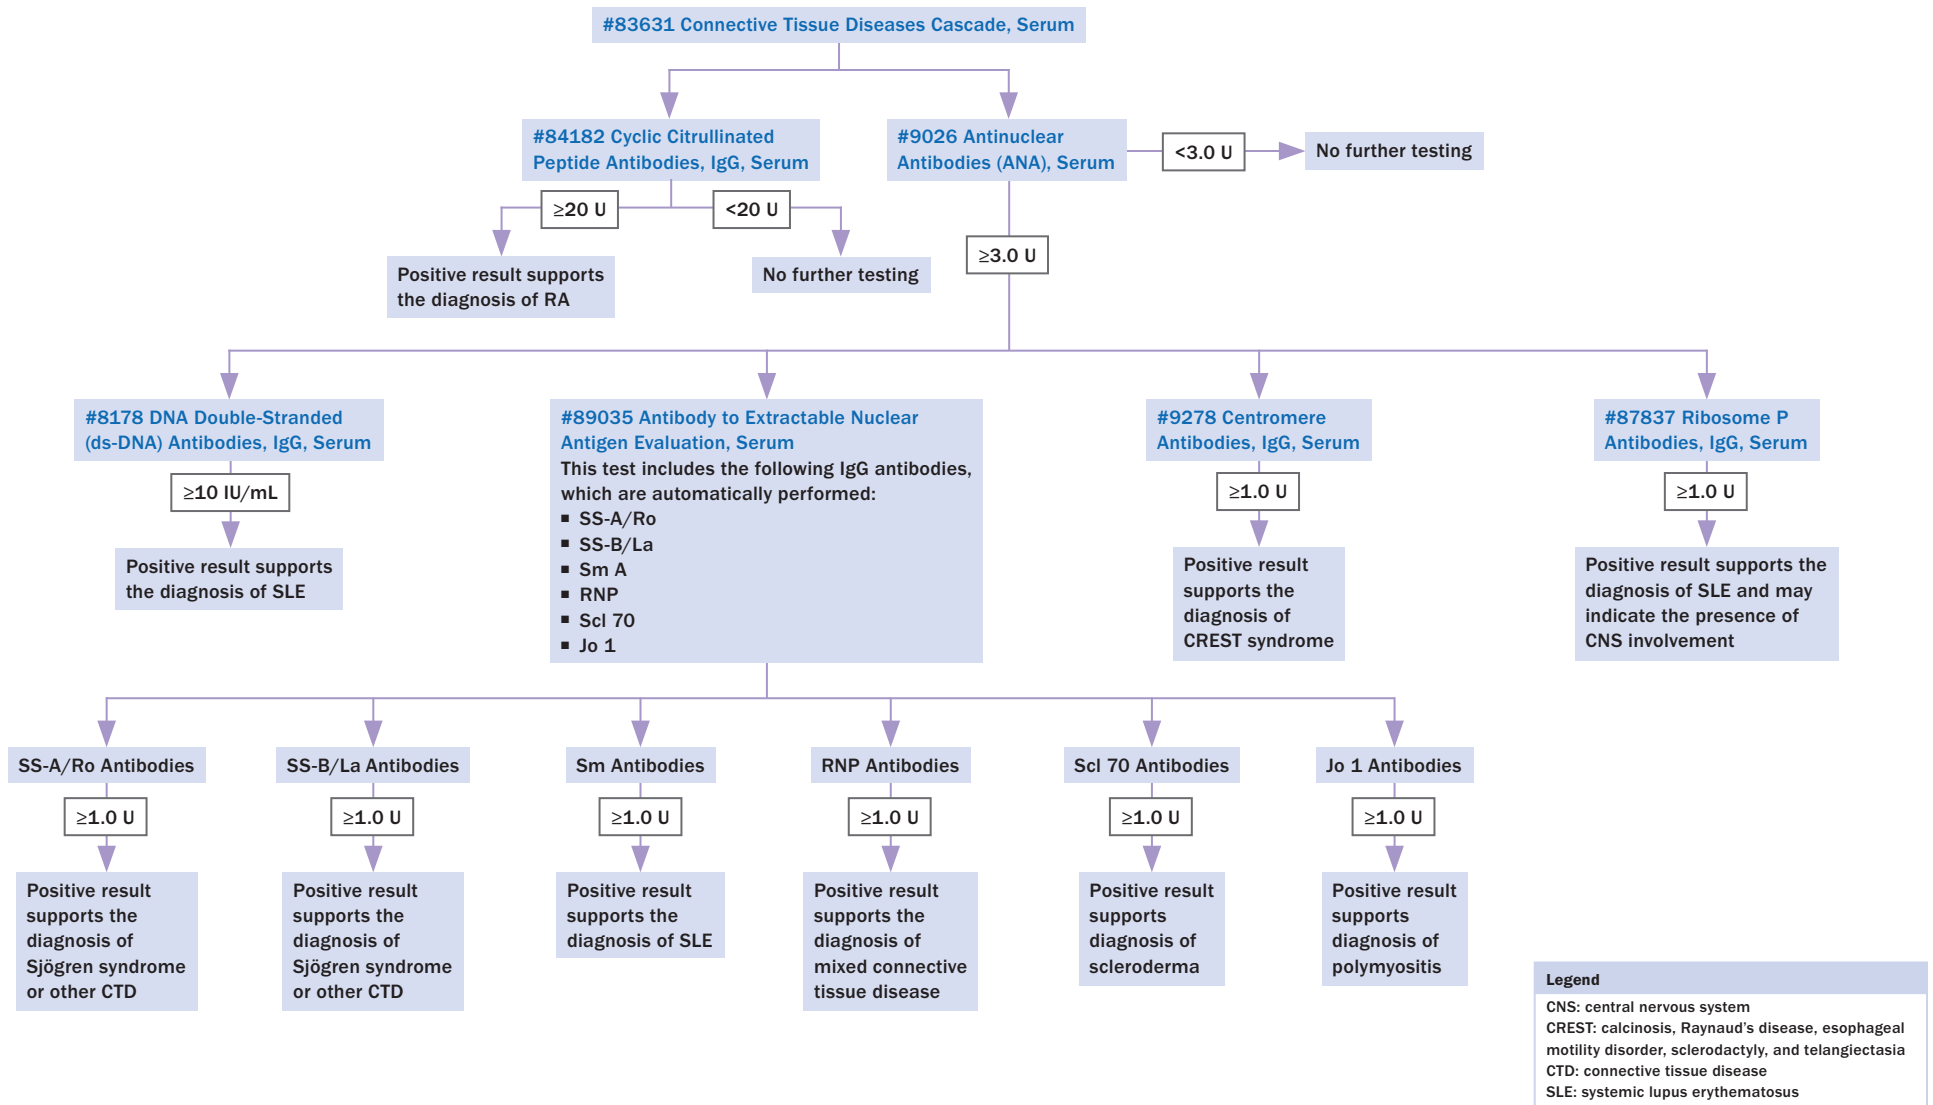 #83631 Connective Tissue Diseases Cascade, Serum
#84182 Cyclic Citrullinated
Peptide Antibodies, IgG, Serum
#9026 Antinuclear
Antibodies (ANA), Serum
<3.0 U
No further testing
≥20 U
<20 U
≥3.0 U
Positive result supports
the diagnosis of RA
No further testing
#8178 DNA Double-Stranded
(ds-DNA) Antibodies, IgG, Serum
≥10 IU/mL
Positive result supports
the diagnosis of SLE
#89035 Antibody to Extractable Nuclear
Antigen Evaluation, Serum
This test includes the following IgG antibodies,
which are automatically performed:
▪ SS-A/Ro
▪ SS-B/La
▪ Sm A
▪ RNP
▪ Scl 70
▪ Jo 1
#9278 Centromere
Antibodies, IgG, Serum
≥1.0 U
Positive result
supports the
diagnosis of
CREST syndrome
#87837 Ribosome P
Antibodies, IgG, Serum
≥1.0 U
Positive result supports the
diagnosis of SLE and may
indicate the presence of
CNS involvement
SS-A/Ro Antibodies
≥1.0 U
Positive result
supports the
diagnosis of
Sjögren syndrome
or other CTD
SS-B/La Antibodies
≥1.0 U
Positive result
supports the
diagnosis of
Sjögren syndrome
or other CTD
Sm Antibodies
≥1.0 U
Positive result
supports the
diagnosis of SLE
RNP Antibodies
≥1.0 U
Positive result
supports the
diagnosis of
mixed connective
tissue disease
Scl 70 Antibodies
≥1.0 U
Positive result
supports
diagnosis of
scleroderma
Jo 1 Antibodies
≥1.0 U
Positive result
supports
diagnosis of
polymyositis
Legend
CNS: central nervous system
CREST: calcinosis, Raynaud’s disease, esophageal
motility disorder, sclerodactyly, and telangiectasia
CTD: connective tissue disease
SLE: systemic lupus erythematosus